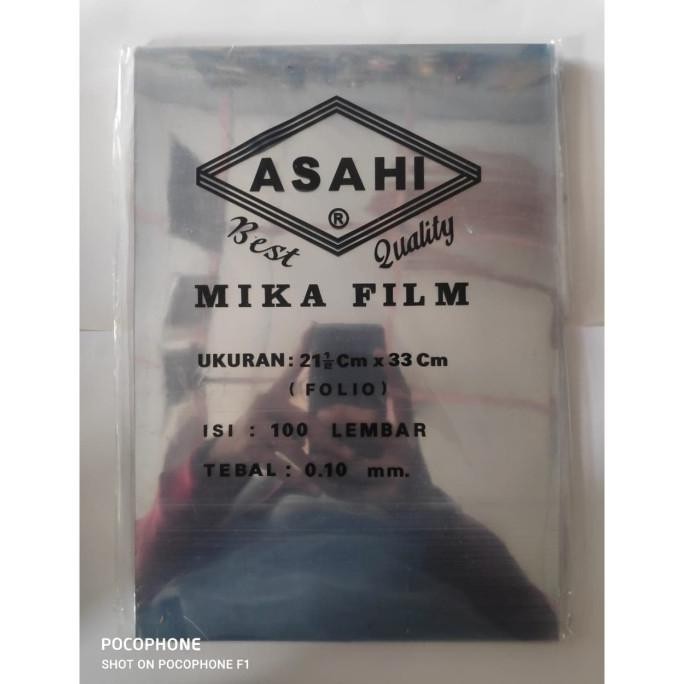 ASAHI
®
Best Quality
MIKA FILM
UKURAN: 21½ Cm x 33 Cm
( FOLIO )
ISI : 100 LEMBAR
TEBAL : 0.10 mm.
POCOPHONE
SHOT ON POCOPHONE F1